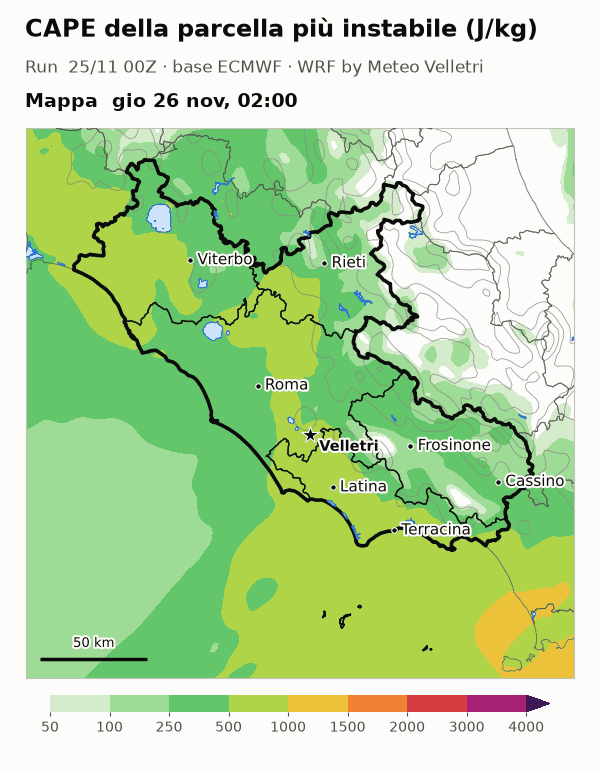 CAPE della parcella più instabile (J/kg)
Run 25/11 00Z · base ECMWF · WRF by Meteo Velletri
Mappa gio 26 nov, 02:00
Viterbo
Rieti
Roma
Velletri
Frosinone
Latina
Cassino
Terracina
50 km
50 100 250 500 1000 1500 2000 3000 4000